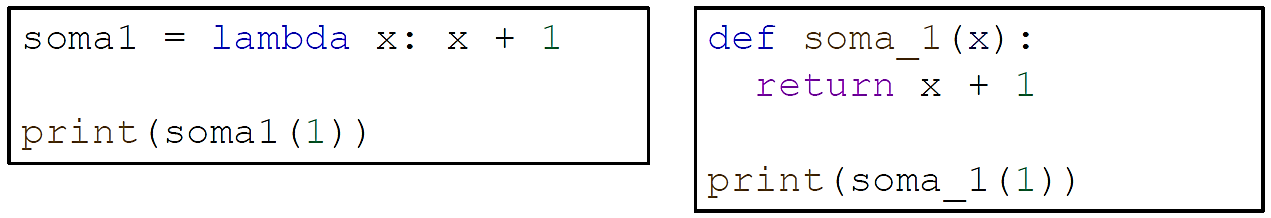 soma1 = lambda x: x + 1
print(soma1(1))
def soma_1(x):
  return x + 1
print(soma_1(1))